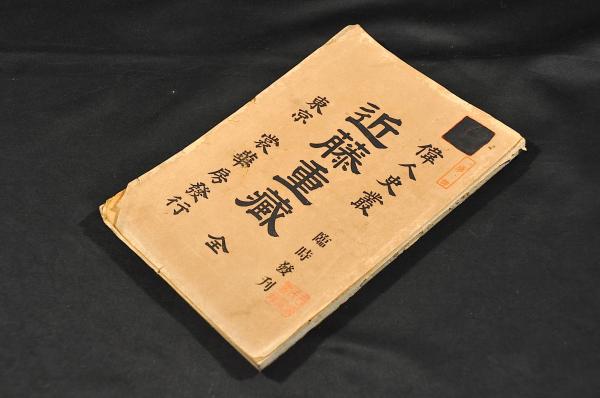 偉人史叢
臨時發刊
近藤重藏
全
東京
裳華房發行